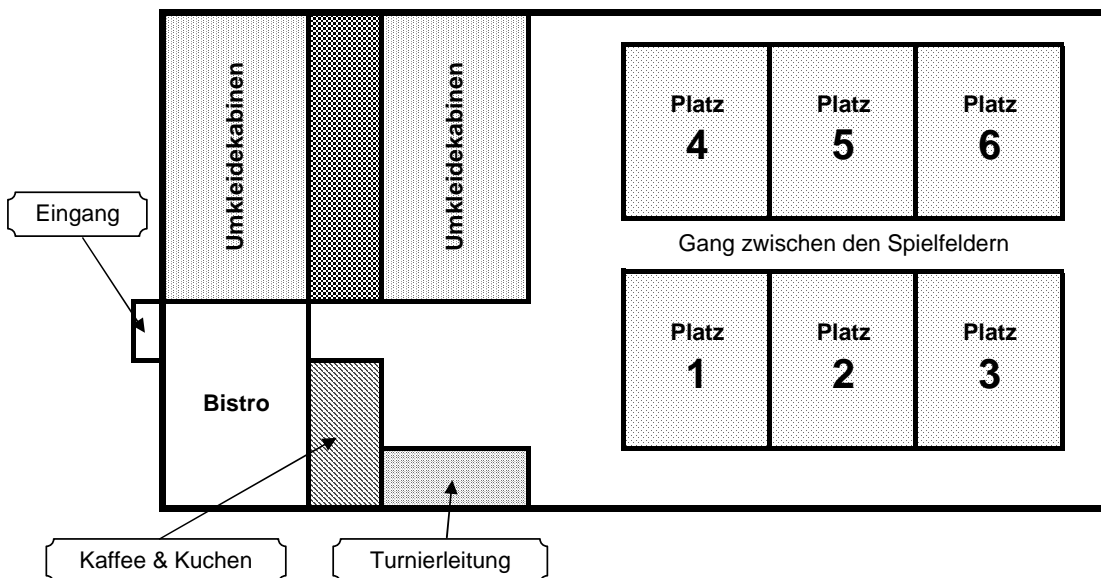 Umkleidekabinen
Umkleidekabinen
Platz
4
Platz
5
Platz
6
Eingang
Gang zwischen den Spielfeldern
Platz
1
Platz
2
Platz
3
Bistro
Kaffee & Kuchen
Turnierleitung